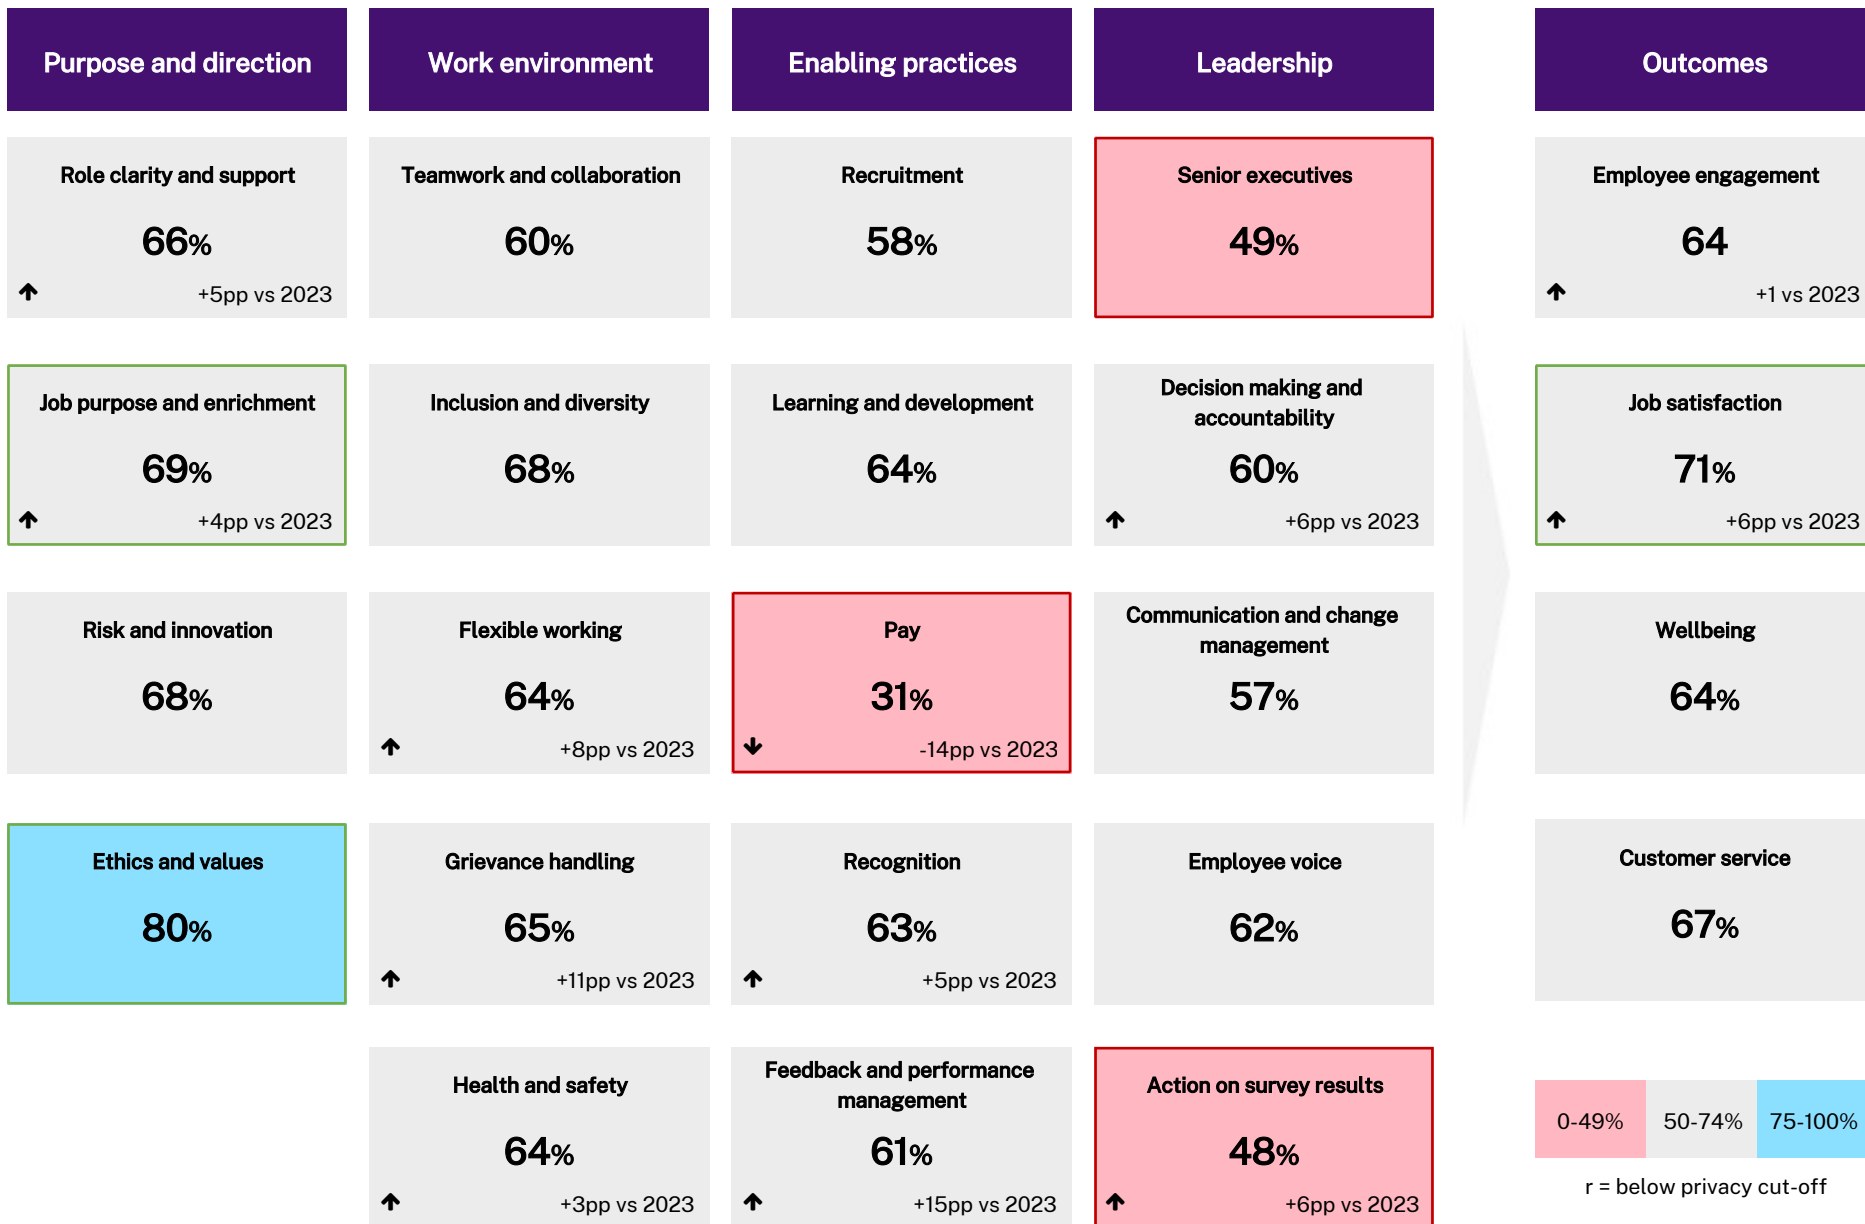 Purpose and direction
Work environment
Enabling practices
Leadership
Outcomes
Role clarity and support
66%
+5pp vs 2023
Teamwork and collaboration
60%
Recruitment
58%
Senior executives
49%
Employee engagement
64
+1 vs 2023
Job purpose and enrichment
69%
+4pp vs 2023
Inclusion and diversity
68%
Learning and development
64%
Decision making and
accountability
60%
+6pp vs 2023
Job satisfaction
71%
+6pp vs 2023
Risk and innovation
68%
Flexible working
64%
+8pp vs 2023
Pay
31%
-14pp vs 2023
Communication and change
management
57%
Wellbeing
64%
Ethics and values
80%
Grievance handling
65%
+11pp vs 2023
Recognition
63%
+5pp vs 2023
Employee voice
62%
Customer service
67%
Health and safety
64%
+3pp vs 2023
Feedback and performance
management
61%
+15pp vs 2023
Action on survey results
48%
+6pp vs 2023
0-49%
50-74%
75-100%
r = below privacy cut-off